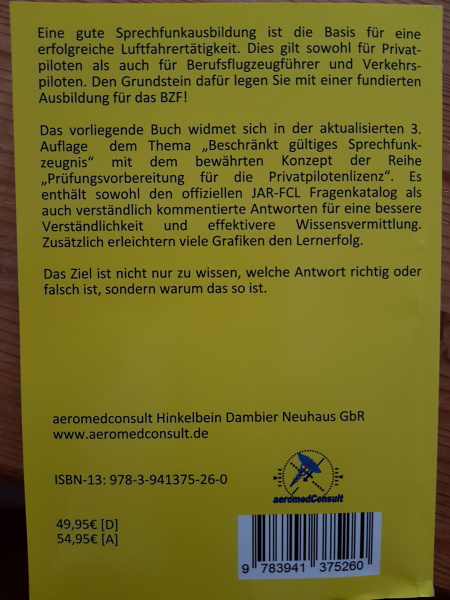 Eine gute Sprechfunkausbildung ist die Basis für eine
erfolgreiche Luftfahrertätigkeit. Dies gilt sowohl für Privat-
piloten als auch für Berufsflugzeugführer und Verkehrs-
piloten. Den Grundstein dafür legen Sie mit einer fundierten
Ausbildung für das BZF!
Das vorliegende Buch widmet sich in der aktualisierten 3.
Auflage dem Thema „Beschränkt gültiges Sprechfunk-
zeugnis“ mit dem bewährten Konzept der Reihe
„Prüfungsvorbereitung für die Privatpilotenlizenz“. Es
enthält sowohl den offiziellen JAR-FCL Fragenkatalog als
auch verständlich kommentierte Antworten für eine bessere
Verständlichkeit und effektivere Wissensvermittlung.
Zusätzlich erleichtern viele Grafiken den Lernerfolg.
Das Ziel ist nicht nur zu wissen, welche Antwort richtig oder
falsch ist, sondern warum das so ist.
aeromedconsult Hinkelbein Dambier Neuhaus GbR
www.aeromedconsult.de
ISBN-13: 978-3-941375-26-0
aeromedConsult
49,95€ [D]
54,95€ [A]
9 783941 375260